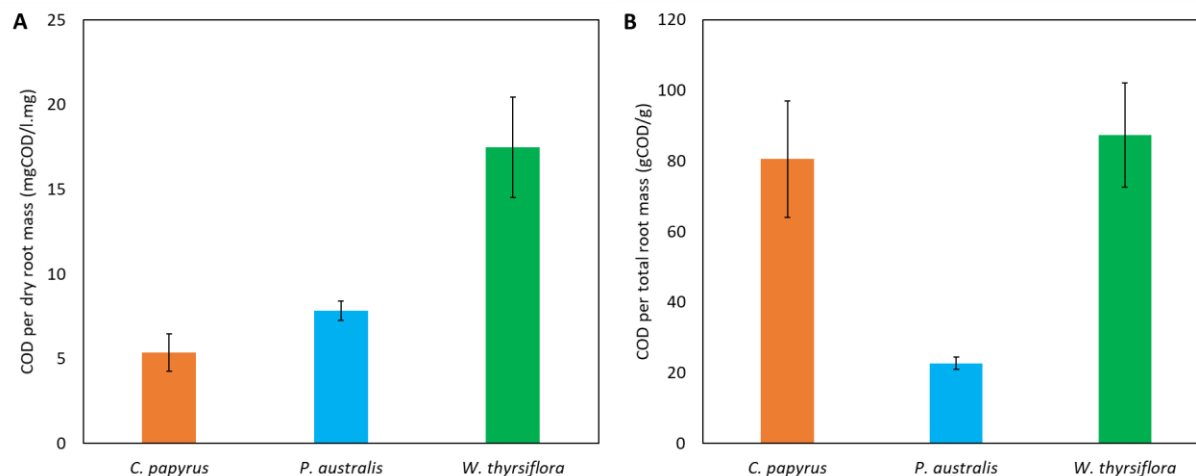 A
COD per dry root mass (mgCOD/l.mg)
25
20
15
10
5
0
C. papyrus
P. australis
W. thyrsiflora
B
COD per total root mass (gCOD/g)
120
100
80
60
40
20
0
C. papyrus
P. australis
W. thyrsiflora